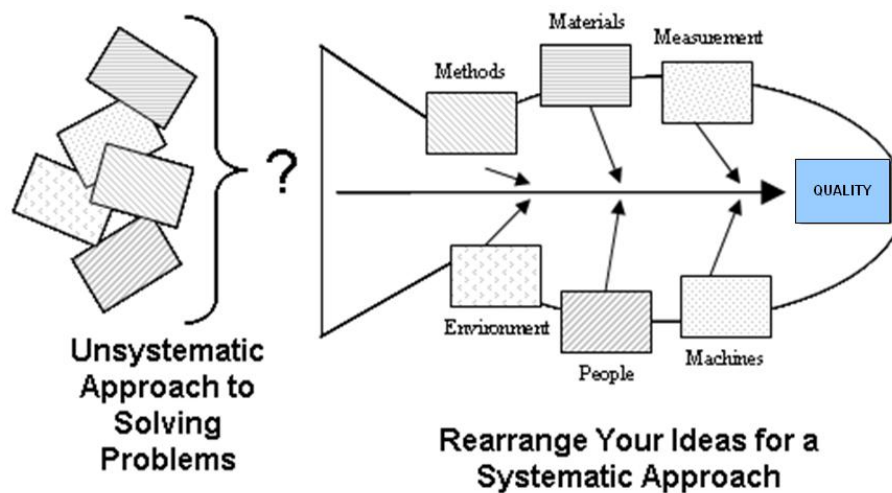 ?
Unsystematic
Approach to
Solving
Problems
Methods
Materials
Measurement
QUALITY
Environment
People
Machines
Rearrange Your Ideas for a
Systematic Approach